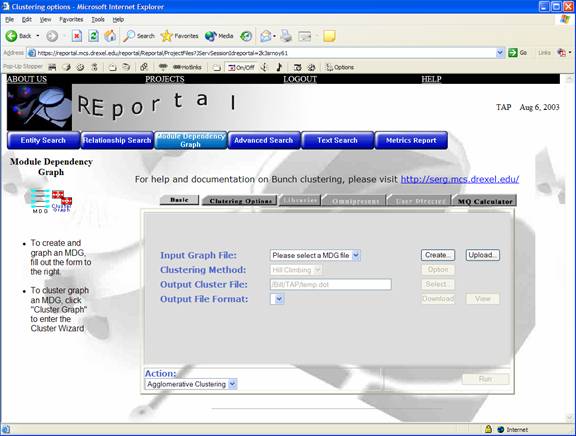 Clustering options - Microsoft Internet Explorer
File Edit View Favorites Tools Help
Back Search Favorites Media
Address https://reportal.mcs.drexel.edu/reportal/Reportal/ProjectFiles?JServSessionIdreportal=2k3arnoy61 Go Links
Pop-Up Stopper Hotlinks On/Off Options
ABOUT US PROJECTS LOGOUT HELP
REportal
TAP Aug 6, 2003
Entity Search Relationship Search Module Dependency Graph Advanced Search Text Search Metrics Report
Module Dependency
Graph
For help and documentation on Bunch clustering, please visit http://serg.mcs.drexel.edu/
MDG Cluster Graph
Basic Clutering Options Libraries Omnipresent User Directed MQ Calculator
To create and
graph an MDG,
fill out the form to
the right.
To cluster graph
an MDG, click
"Cluster Graph"
to enter the
Cluster Wizard
Input Graph File: Please select a MDG file Create... Upload...
Clustering Method: Hill Climbing Option
Output Cluster File: /Bill/TAP/temp.dot Select...
Output File Format: Download View
Action:
Agglomerative Clustering Run
Internet